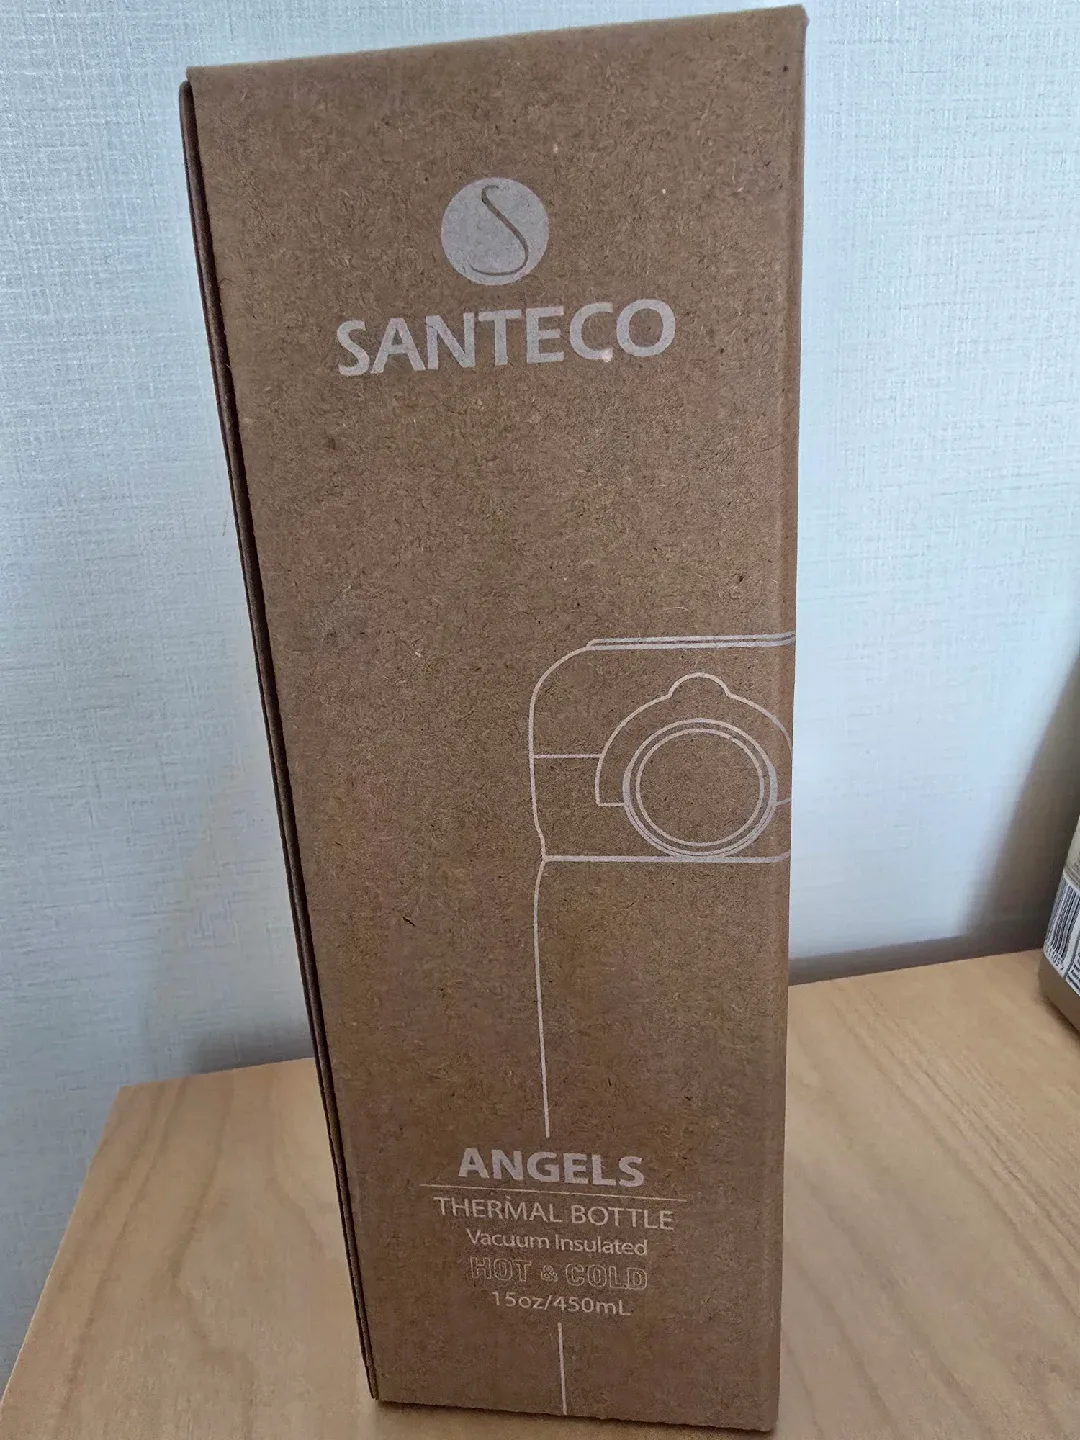 SANTECO
ANGELS
THERMAL BOTTLE
Vacuum Insulated
HOT & COLD
15oz/450mL